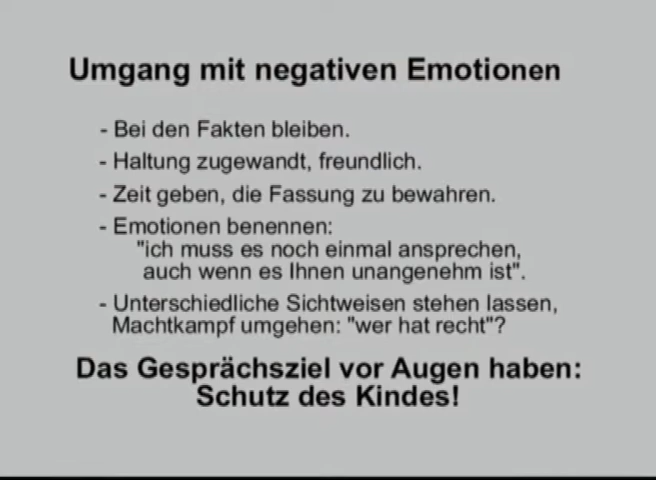 Umgang mit negativen Emotionen
- Bei den Fakten bleiben.
- Haltung zugewandt, freundlich.
- Zeit geben, die Fassung zu bewahren.
- Emotionen benennen:
"ich muss es noch einmal ansprechen,
auch wenn es Ihnen unangenehm ist".
- Unterschiedliche Sichtweisen stehen lassen,
Machtkampf umgehen: "wer hat recht"?
Das Gesprächsziel vor Augen haben:
Schutz des Kindes!